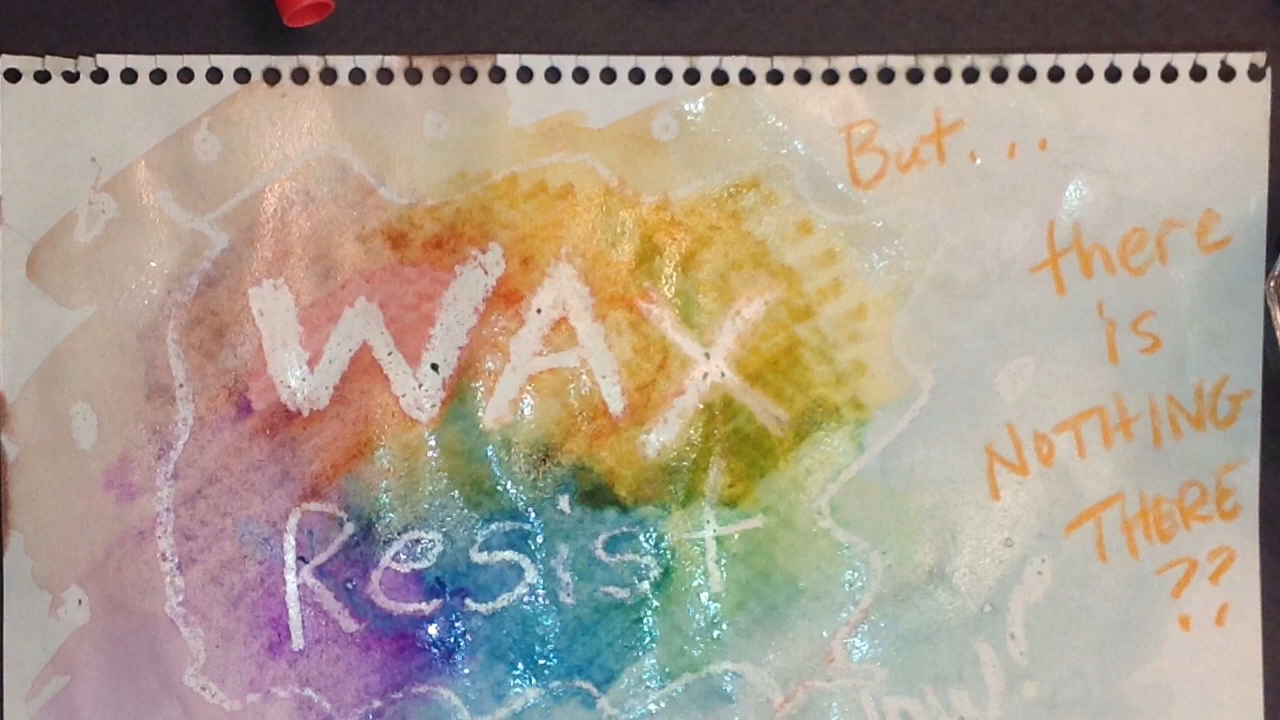 WAX
Resist
But...
there
is
NOTHING
THERE
??